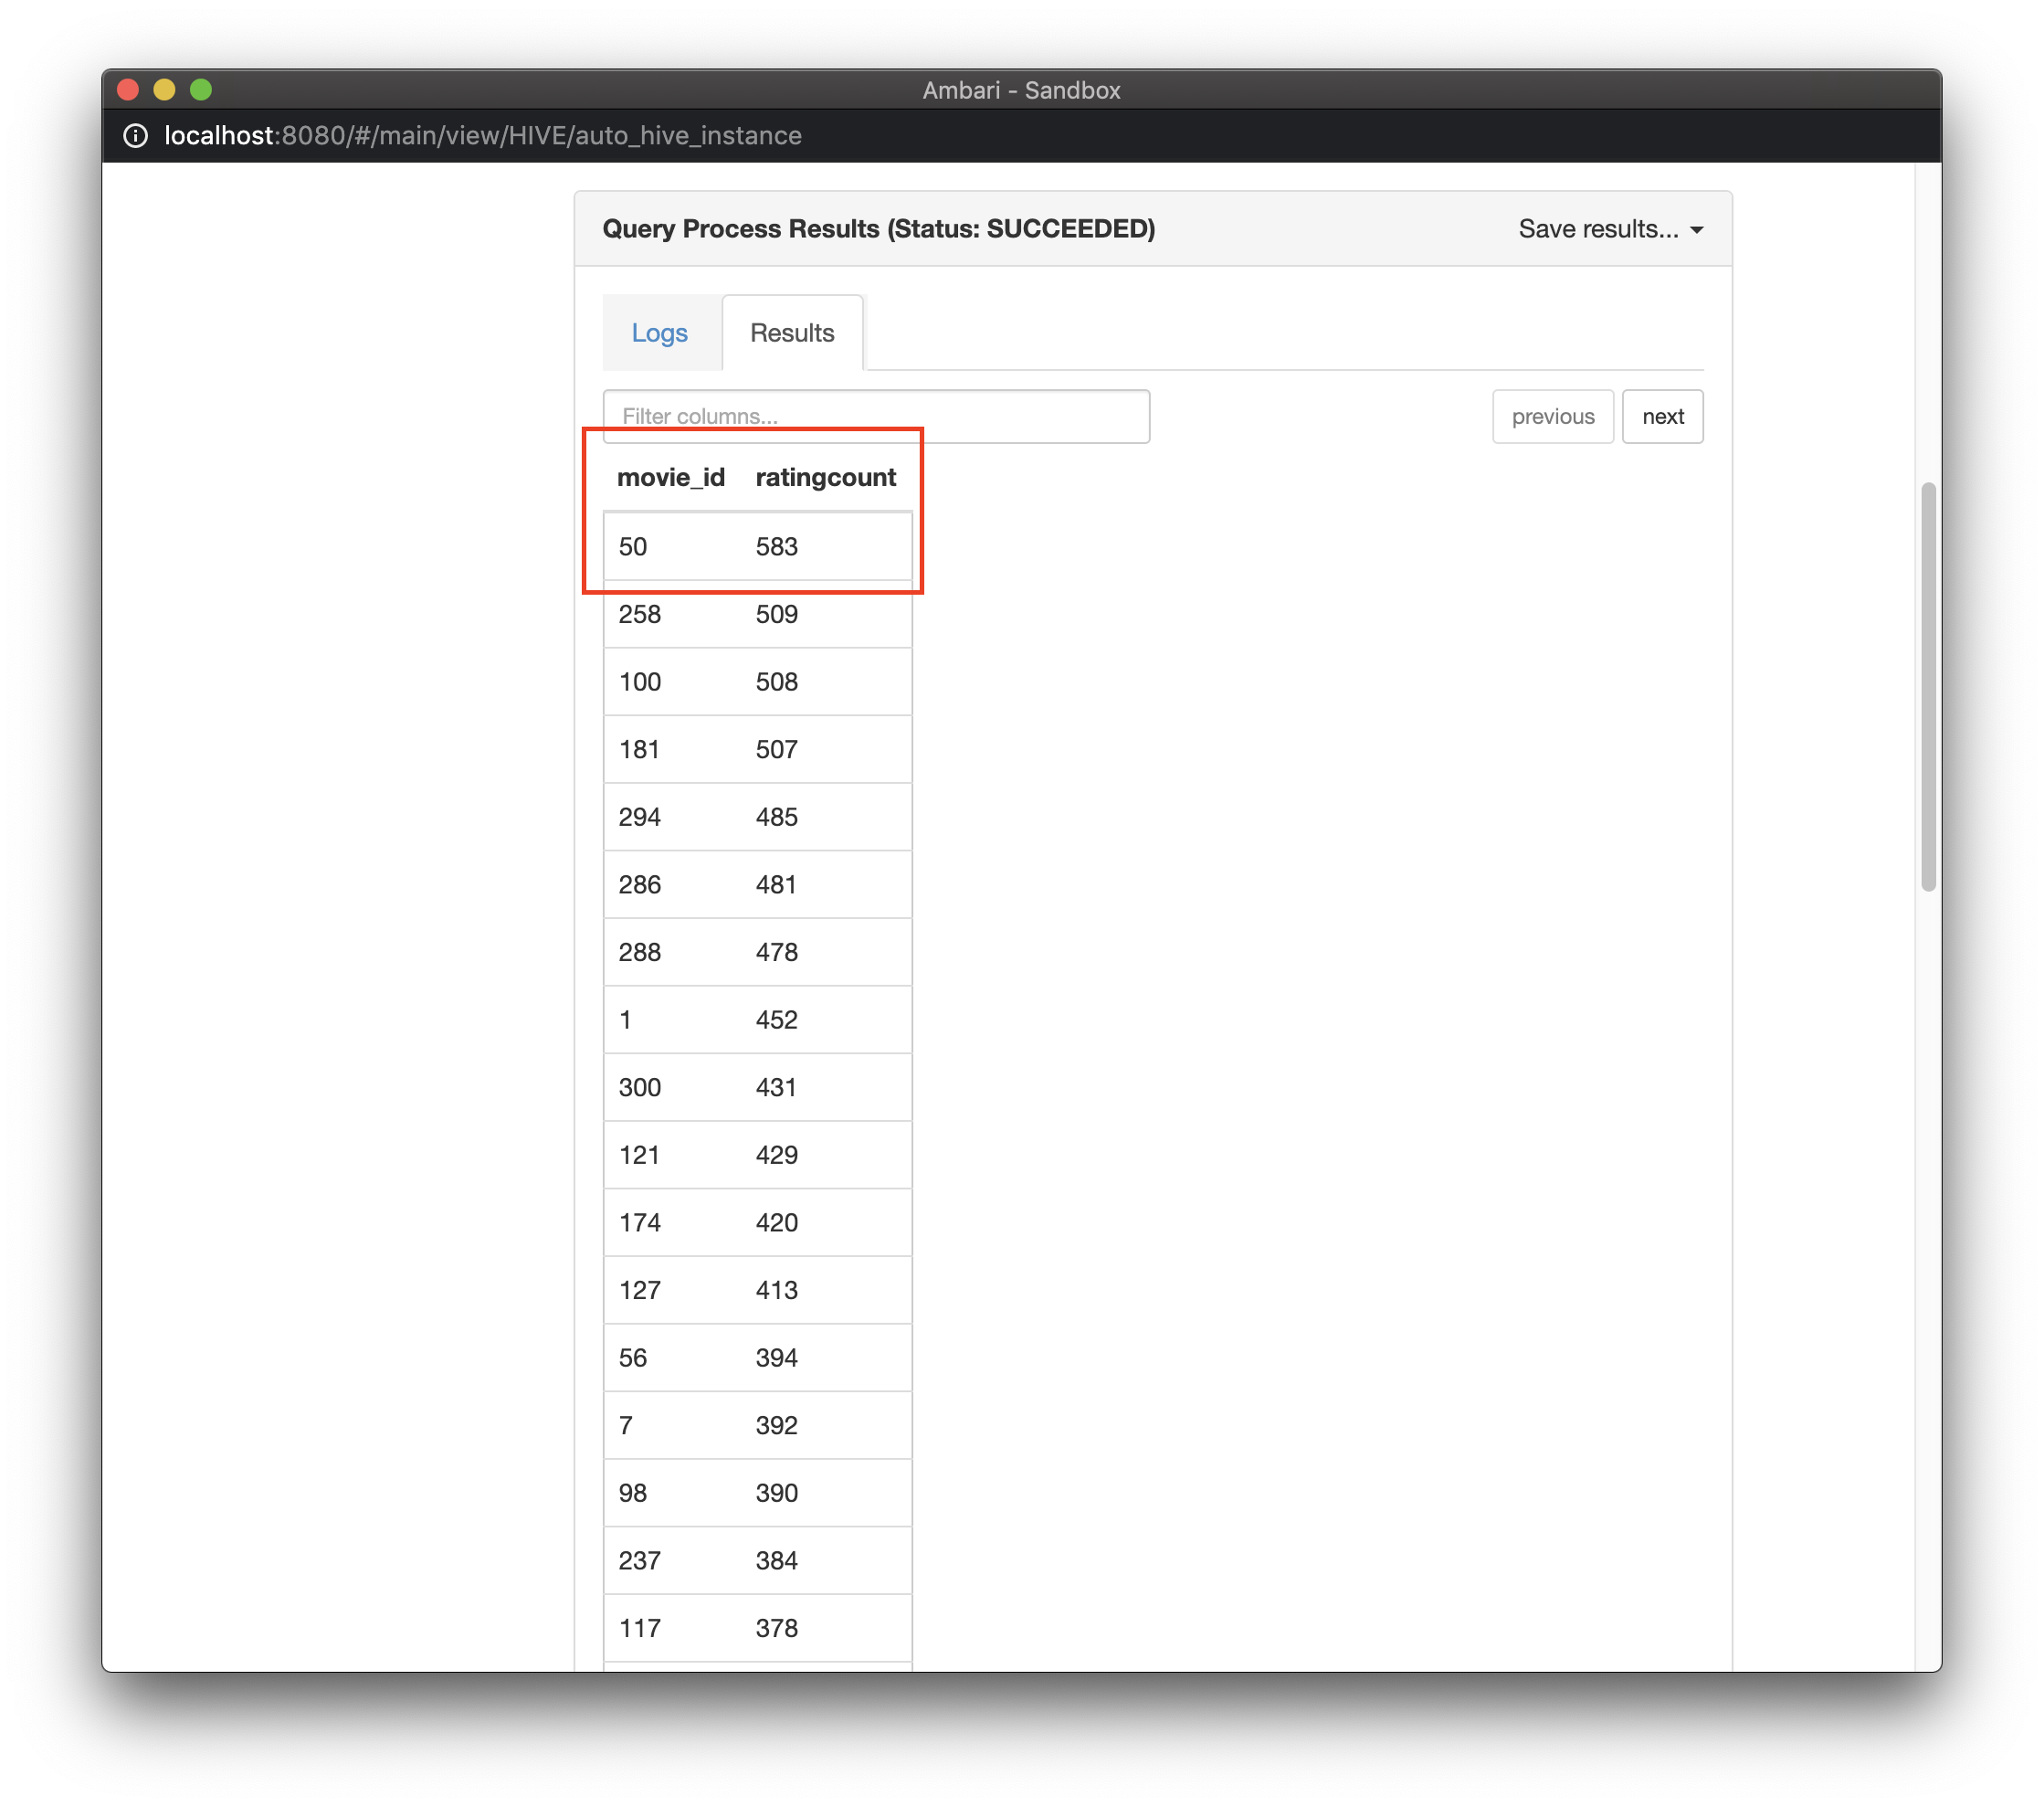 Ambari - Sandbox
localhost:8080/#/main/view/HIVE/auto_hive_instance
Query Process Results (Status: SUCCEEDED) Save results...
Logs Results
Filter columns... previous next
movie_id ratingcount
50 583
258 509
100 508
181 507
294 485
286 481
288 478
1 452
300 431
121 429
174 420
127 413
56 394
7 392
98 390
237 384
117 378